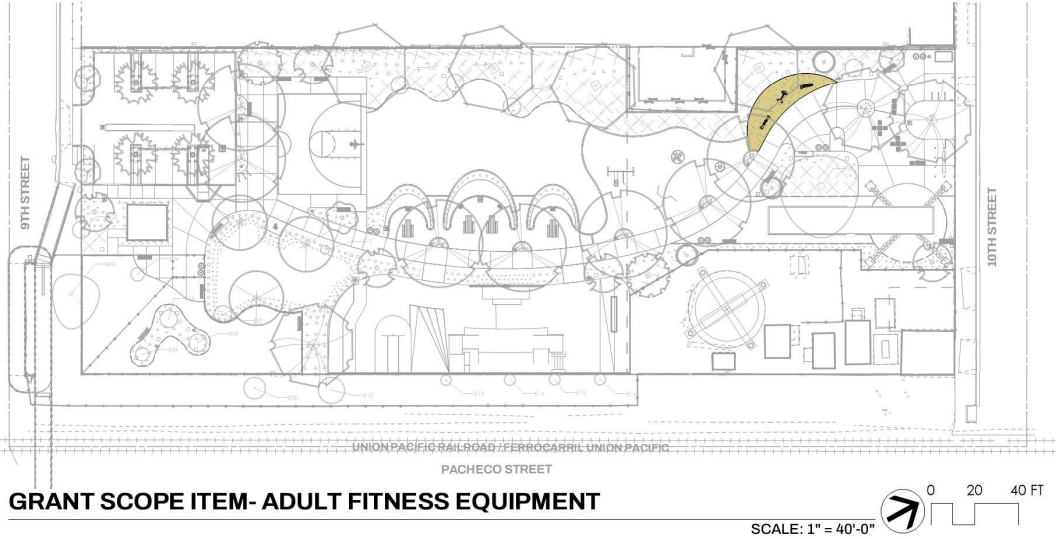 9TH STREET
10TH STREET
UNION PACIFIC RAILROAD / FERROCARRIL UNION PACIFIC
PACHECO STREET
GRANT SCOPE ITEM- ADULT FITNESS EQUIPMENT
0 20 40 FT
SCALE: 1" = 40'-0"